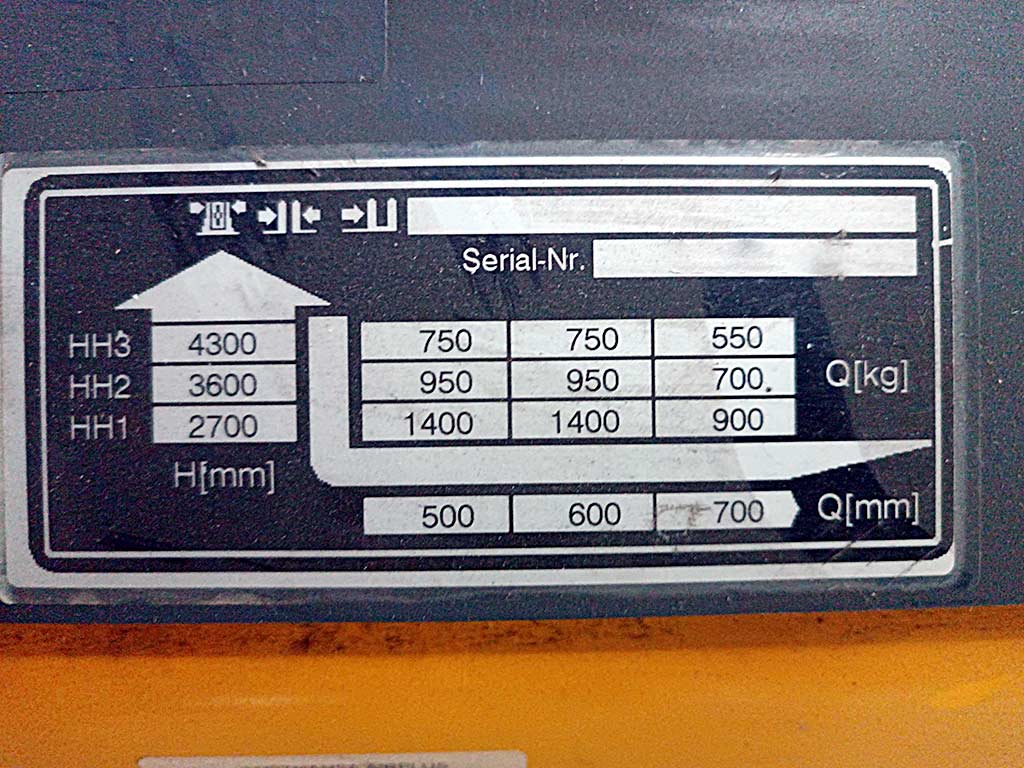 Serial-Nr.
HH3 4300 750 750 550
HH2 3600 950 950 700. Q[kg]
HH1 2700 1400 1400 900
H[mm]
500 600 700 Q[mm]